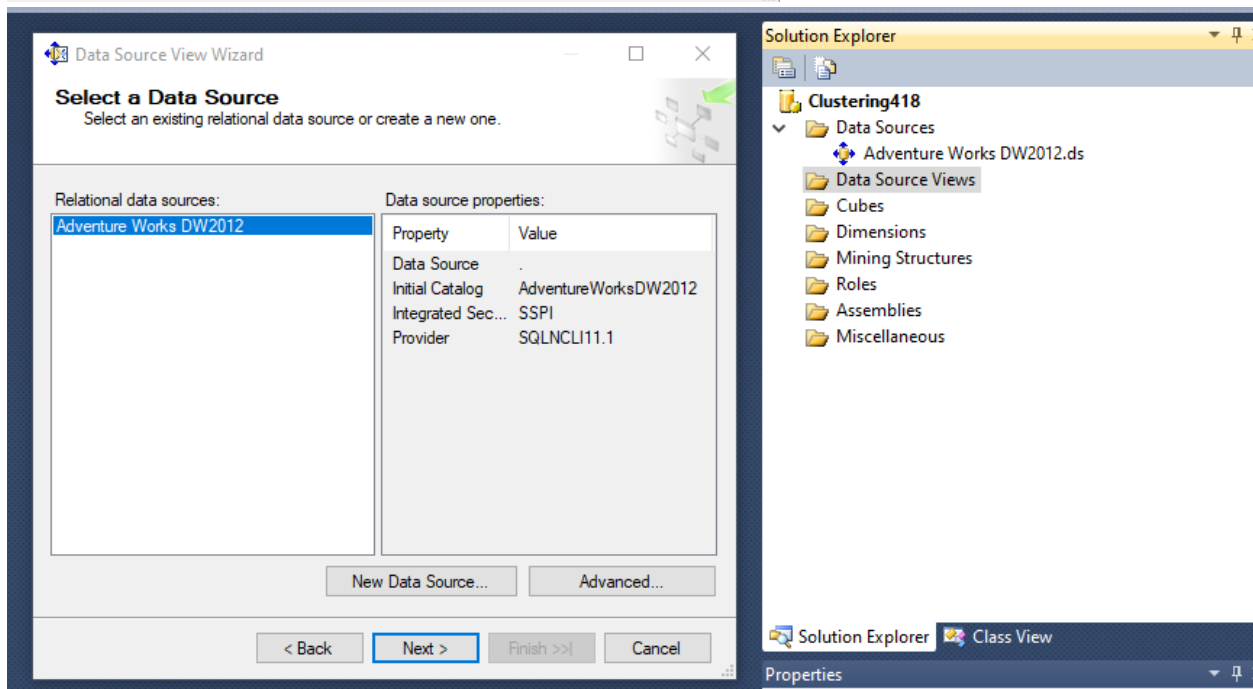 Data Source View Wizard
Select a Data Source
Select an existing relational data source or create a new one.
Relational data sources:
Adventure Works DW2012
Data source properties:
Property Value
Data Source .
Initial Catalog AdventureWorksDW2012
Integrated Sec... SSPI
Provider SQLNCLI11.1
New Data Source... Advanced...
< Back Next > Finish >>| Cancel
Solution Explorer
Clustering418
Data Sources
Adventure Works DW2012.ds
Data Source Views
Cubes
Dimensions
Mining Structures
Roles
Assemblies
Miscellaneous
Solution Explorer Class View
Properties